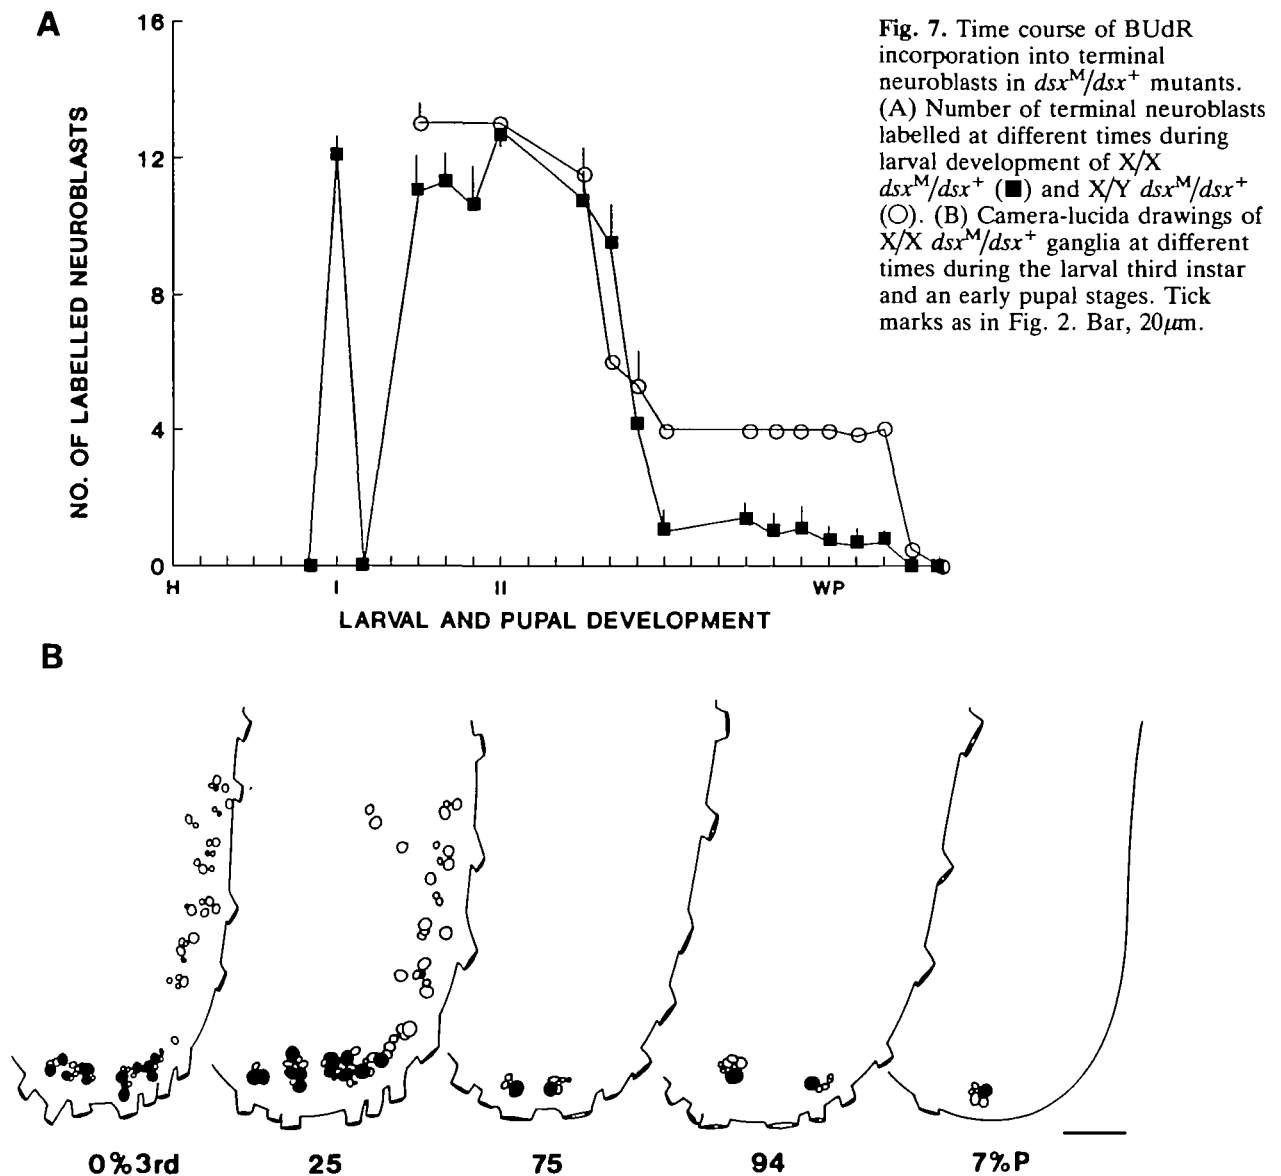 A
16
12
8
4
0
NO. OF LABELLED NEUROBLASTS
H I II WP
LARVAL AND PUPAL DEVELOPMENT
Fig. 7. Time course of BUdR
incorporation into terminal
neuroblasts in dsxᴹ/dsx⁺ mutants.
(A) Number of terminal neuroblasts
labelled at different times during
larval development of X/X
dsxᴹ/dsx⁺ (■) and X/Y dsxᴹ/dsx⁺
(○). (B) Camera-lucida drawings of
X/X dsxᴹ/dsx⁺ ganglia at different
times during the larval third instar
and an early pupal stages. Tick
marks as in Fig. 2. Bar, 20μm.
B
0%3rd 25 75 94 7%P